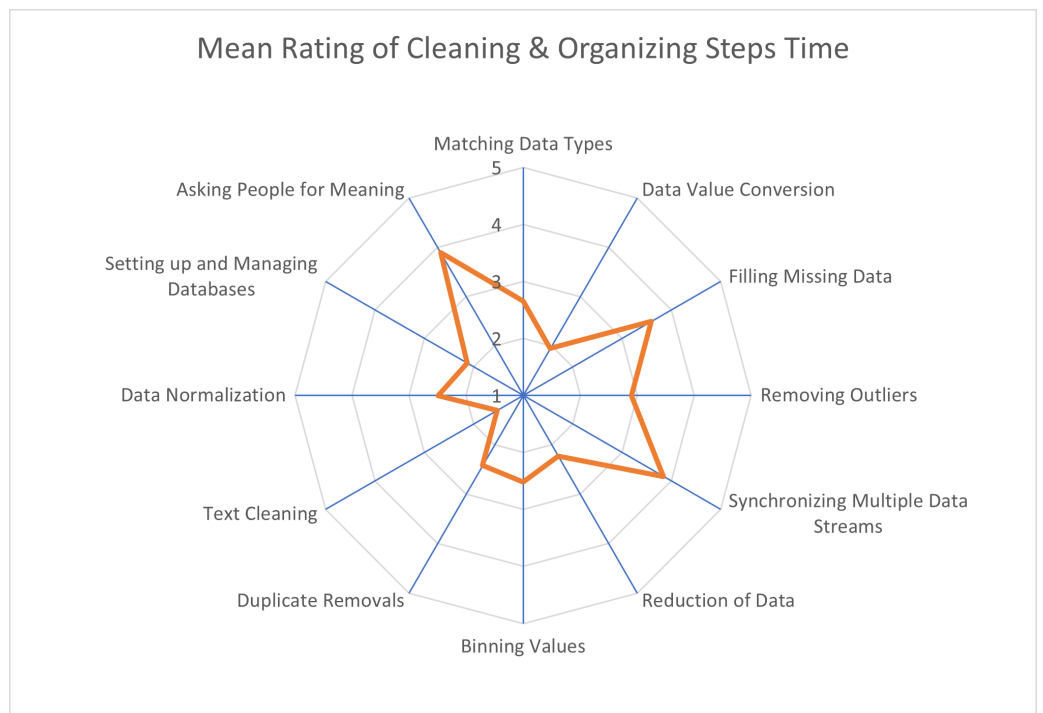 Mean Rating of Cleaning & Organizing Steps Time
Matching Data Types
5
Asking People for Meaning
Data Value Conversion
4
Setting up and Managing
Databases
Filling Missing Data
3
2
Data Normalization
1
Removing Outliers
Text Cleaning
Synchronizing Multiple Data
Streams
Duplicate Removals
Reduction of Data
Binning Values